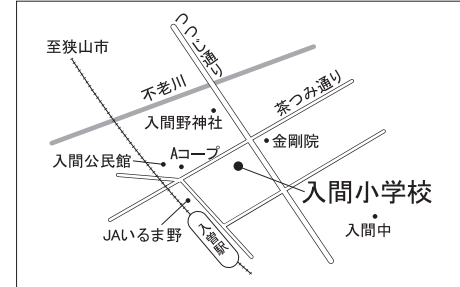 つつじ通り
至狭山市
不老川
茶つみ通り
入間野神社
金剛院
入間公民館
Aコープ
入間小学校
入間中
JAいるま野
入曽駅